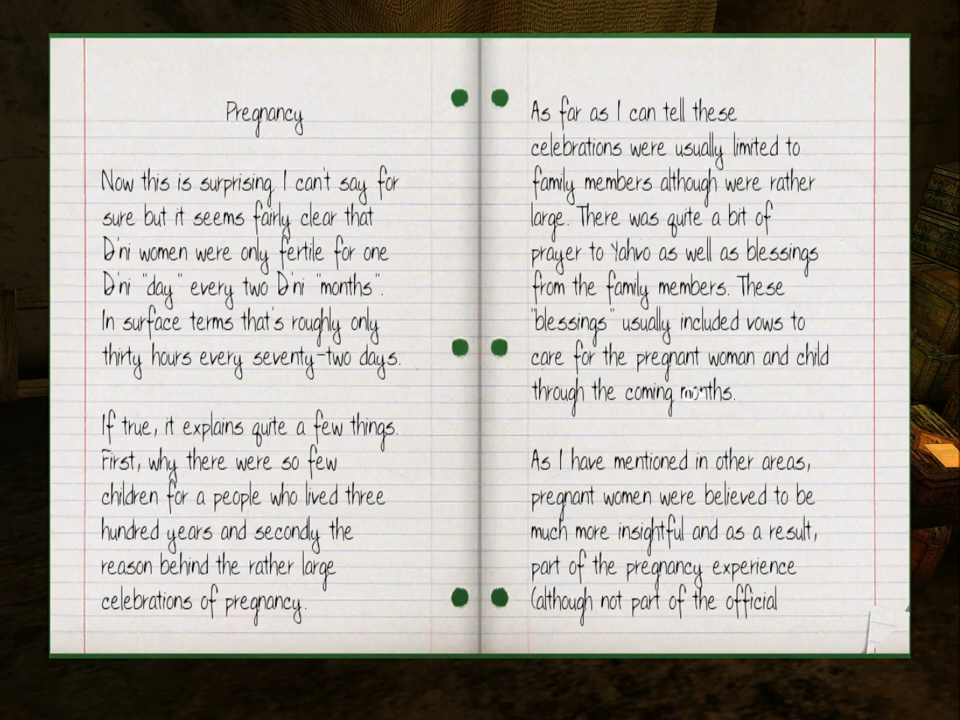 Pregnancy
Now this is surprising. I can't say for
sure but it seems fairly clear that
D'ni women were only fertile for one
D'ni "day" every two D'ni "months".
In surface terms that's roughly only
thirty hours every seventy-two days.
If true, it explains quite a few things.
First, why there were so few
children for a people who lived three
hundred years and secondly the
reason behind the rather large
celebrations of pregnancy.
As far as I can tell these
celebrations were usually limited to
family members although were rather
large. There was quite a bit of
prayer to Yahvo as well as blessings
from the family members. These
"blessings" usually included vows to
care for the pregnant woman and child
through the coming months.
As I have mentioned in other areas,
pregnant women were believed to be
much more insightful and as a result,
part of the pregnancy experience
(although not part of the official